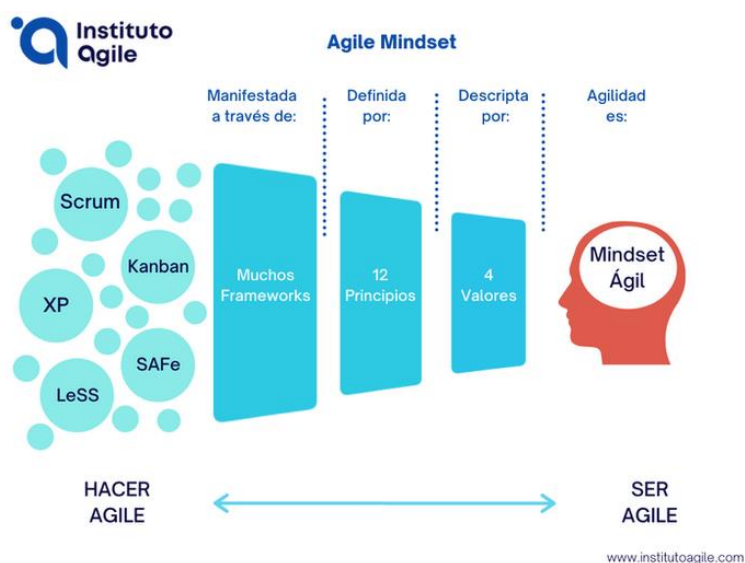 Instituto
agile
Agile Mindset
Manifestada
a través de:
Definida
por:
Descripta
por:
Agilidad
es:
Scrum
Kanban
XP
SAFe
LeSS
Muchos
Frameworks
12
Principios
4
Valores
Mindset
Ágil
HACER
AGILE
SER
AGILE
www.institutoagile.com